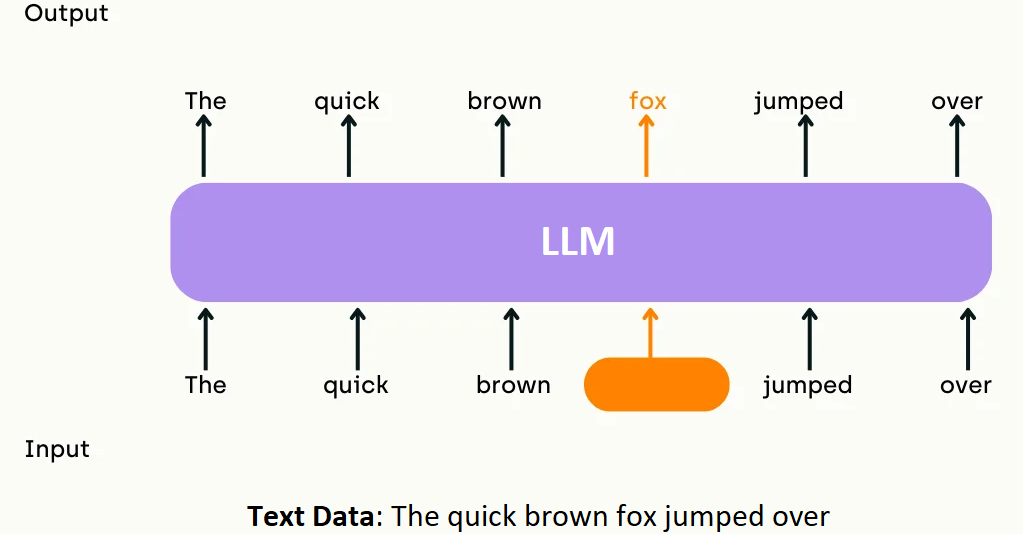 Output
The quick brown fox jumped over
LLM
The quick brown jumped over
Input
Text Data: The quick brown fox jumped over